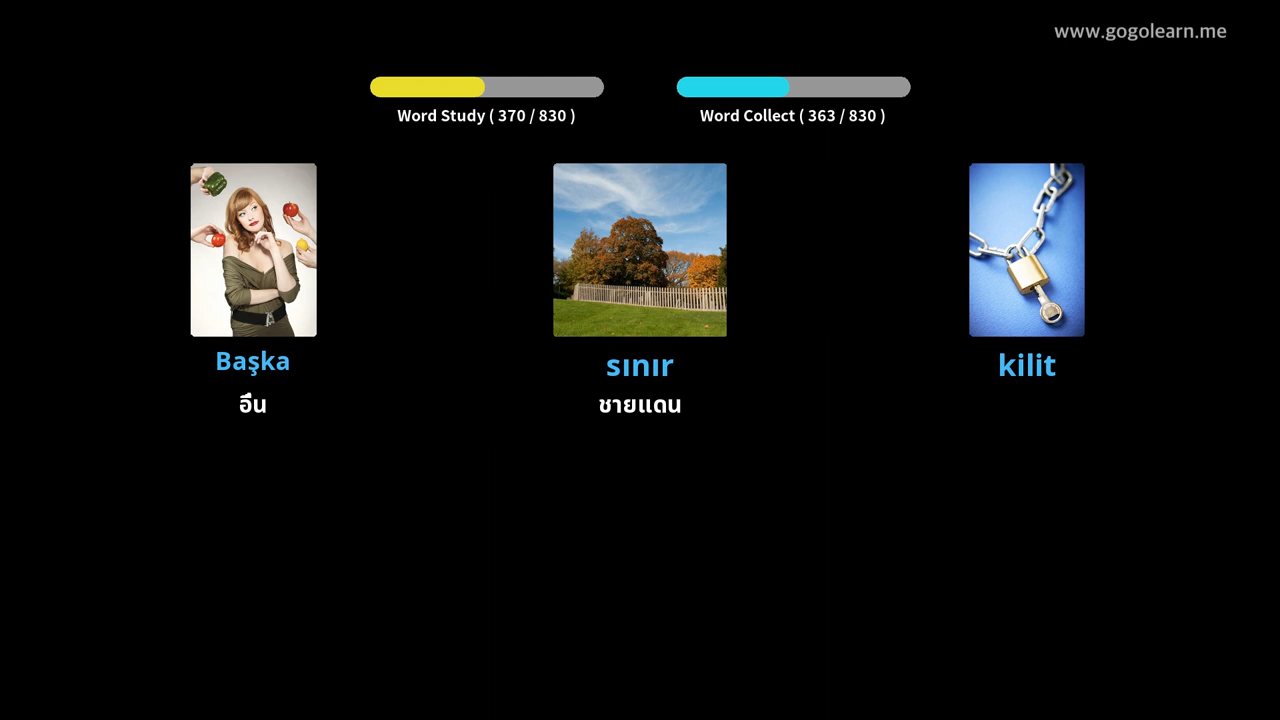 www.gogolearn.me
Word Study ( 370 / 830 )
Word Collect ( 363 / 830 )
Başka
อื่น
sınır
ชายแดน
kilit